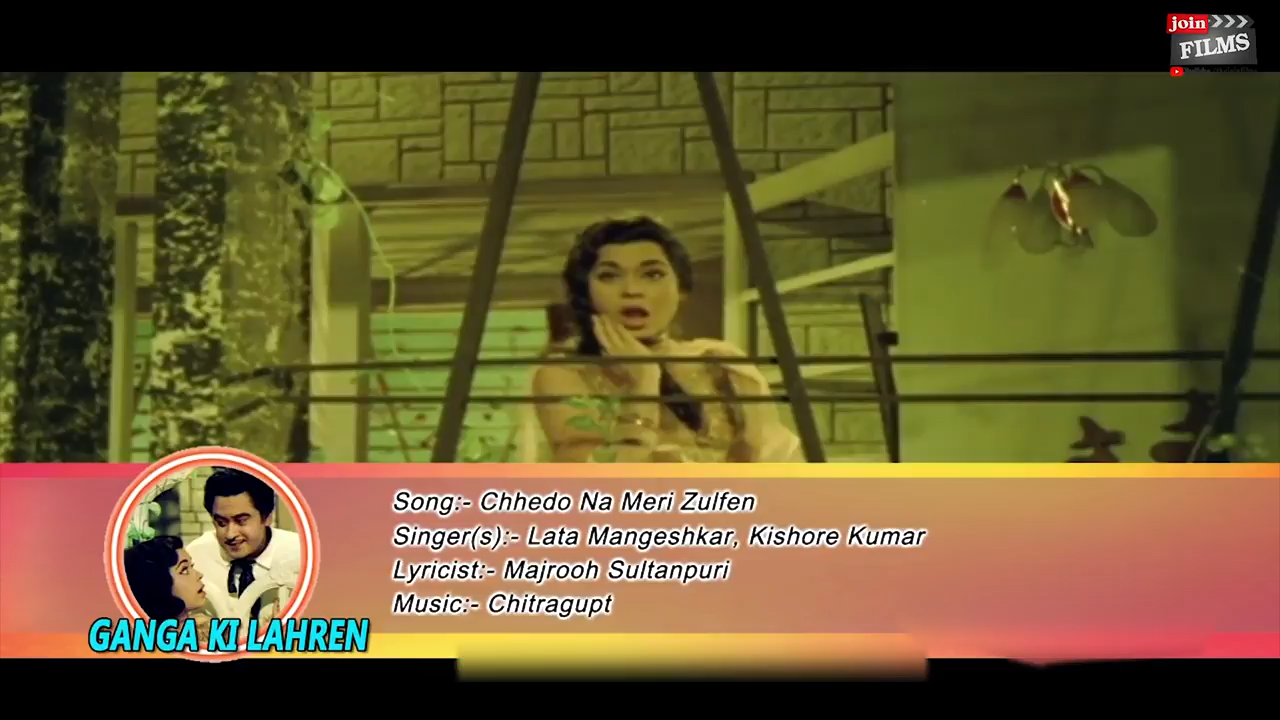 join
FILMS
Song:- Chhedo Na Meri Zulfen
Singer(s):- Lata Mangeshkar, Kishore Kumar
Lyricist:- Majrooh Sultanpuri
Music:- Chitragupt
GANGA KI LAHREN